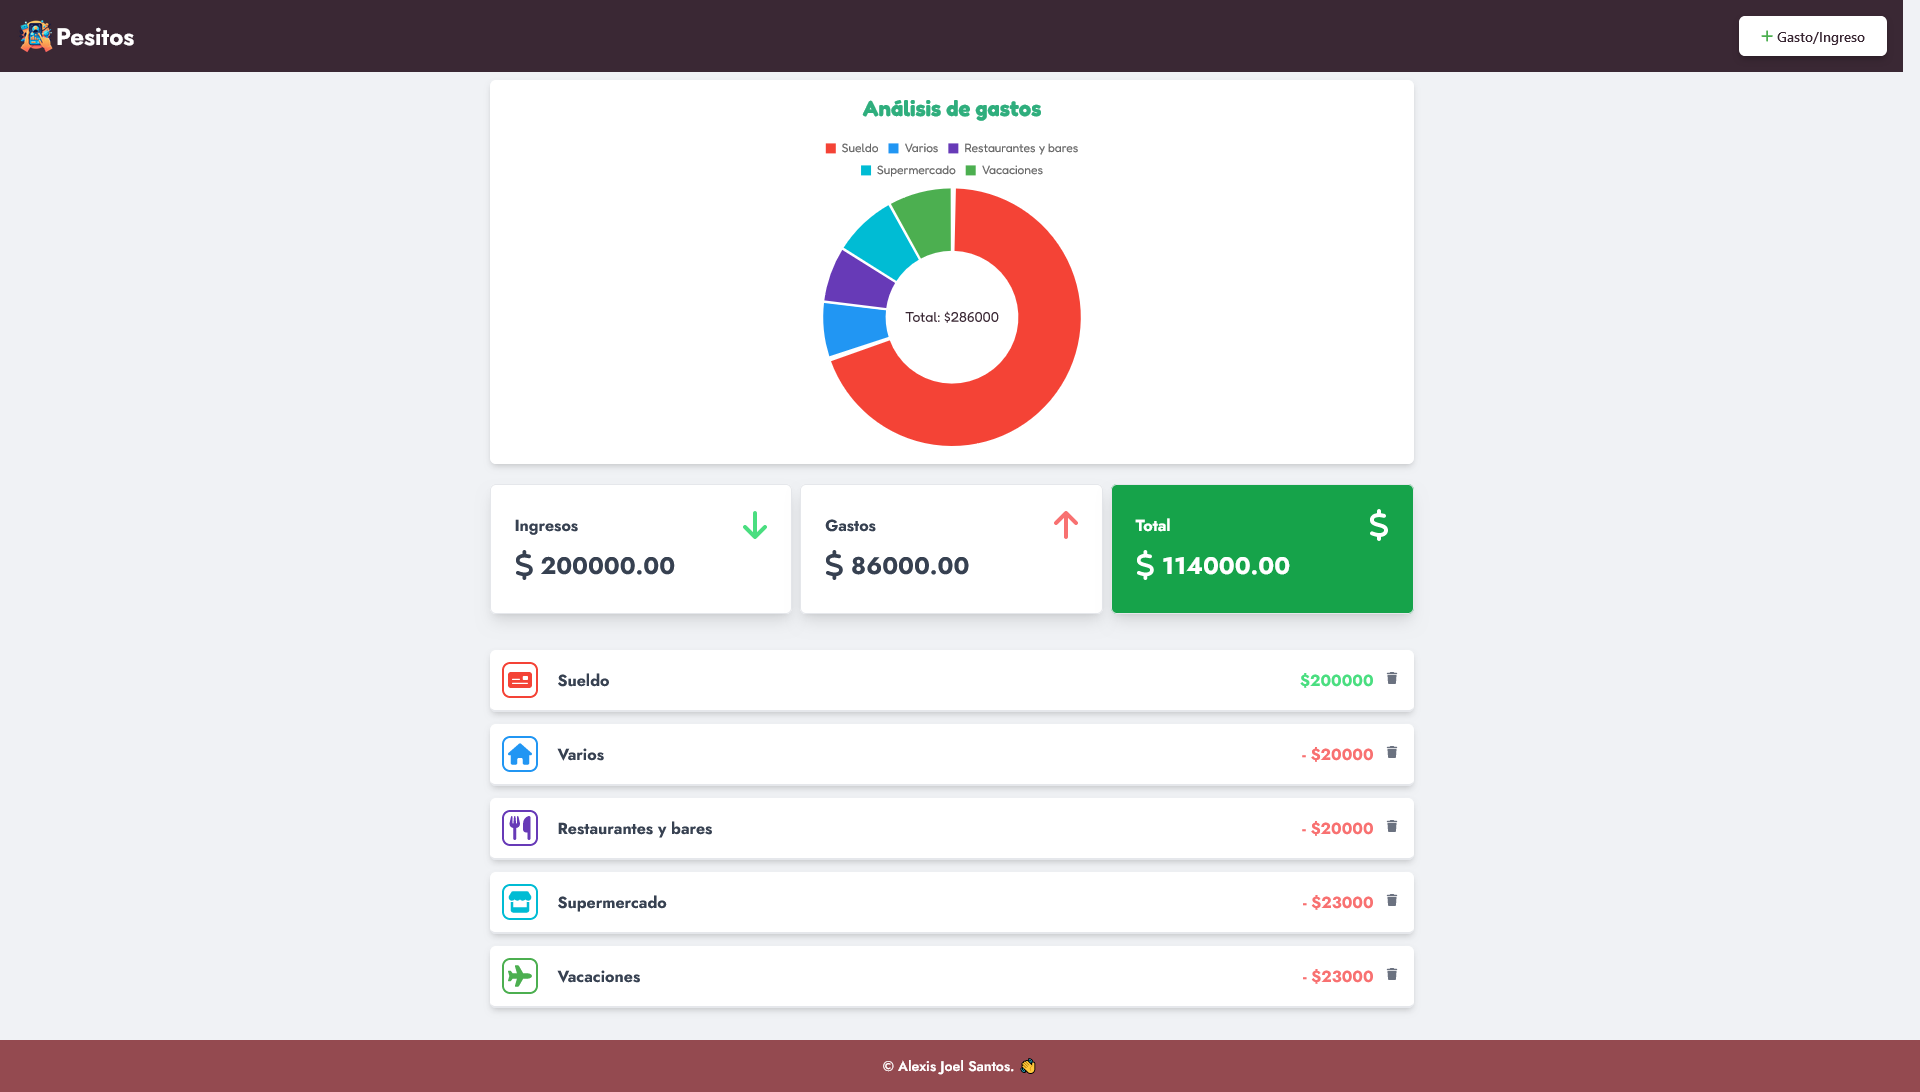 Pesitos
+ Gasto/Ingreso
Análisis de gastos
Sueldo Varios Restaurantes y bares
Supermercado Vacaciones
Total: $286000
Ingresos
$ 200000.00
Gastos
$ 86000.00
Total
$
$ 114000.00
Sueldo $200000
Varios - $20000
Restaurantes y bares - $20000
Supermercado - $23000
Vacaciones - $23000
© Alexis Joel Santos. 👏